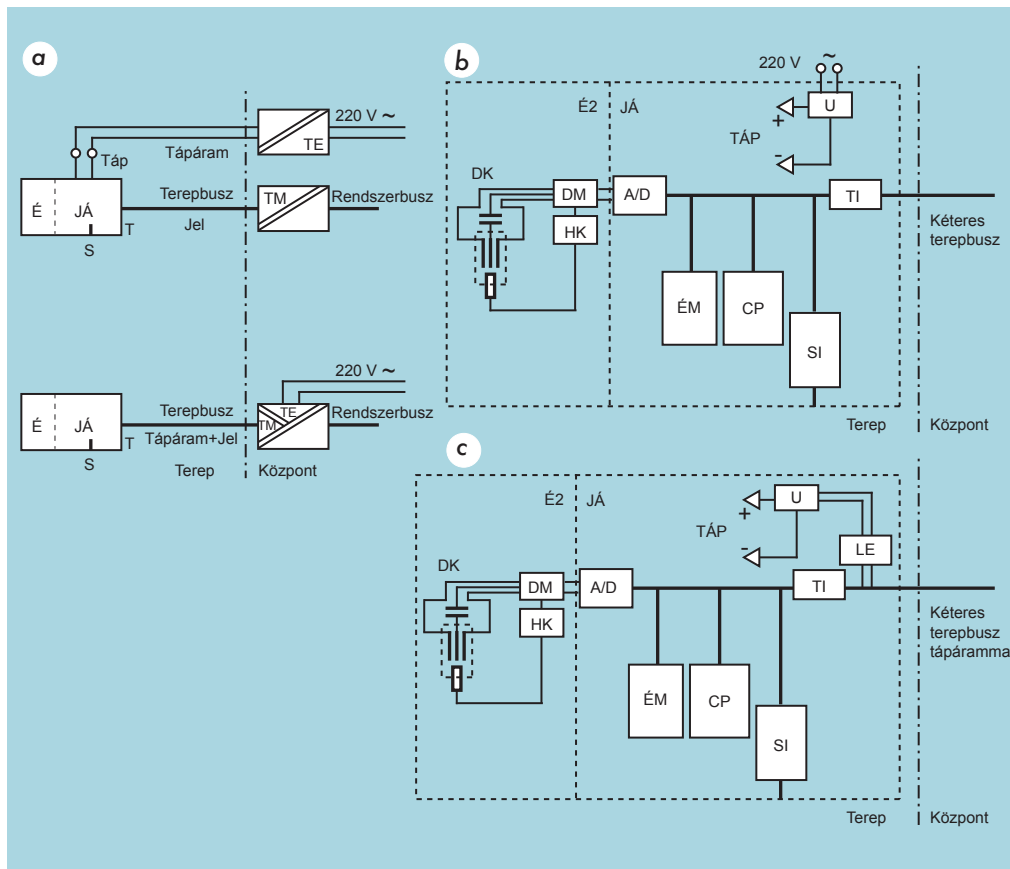 a
220 V ~
TE
Táp
Tápáram
É
JÁ
T
S
Terepbusz
Jel
TM
Rendszerbusz
220 V ~
É
JÁ
T
S
Terepbusz
Tápáram+Jel
TE
TM
Rendszerbusz
Terep
Központ
b
220 V
~
É2
JÁ
U
+
TÁP
-
DK
DM
A/D
TI
HK
Kéteres
terepbusz
ÉM
CP
SI
Terep
Központ
c
É2
JÁ
U
+
TÁP
-
LE
DK
DM
A/D
TI
HK
Kéteres
terepbusz
tápáramma
ÉM
CP
SI
Terep
Központ